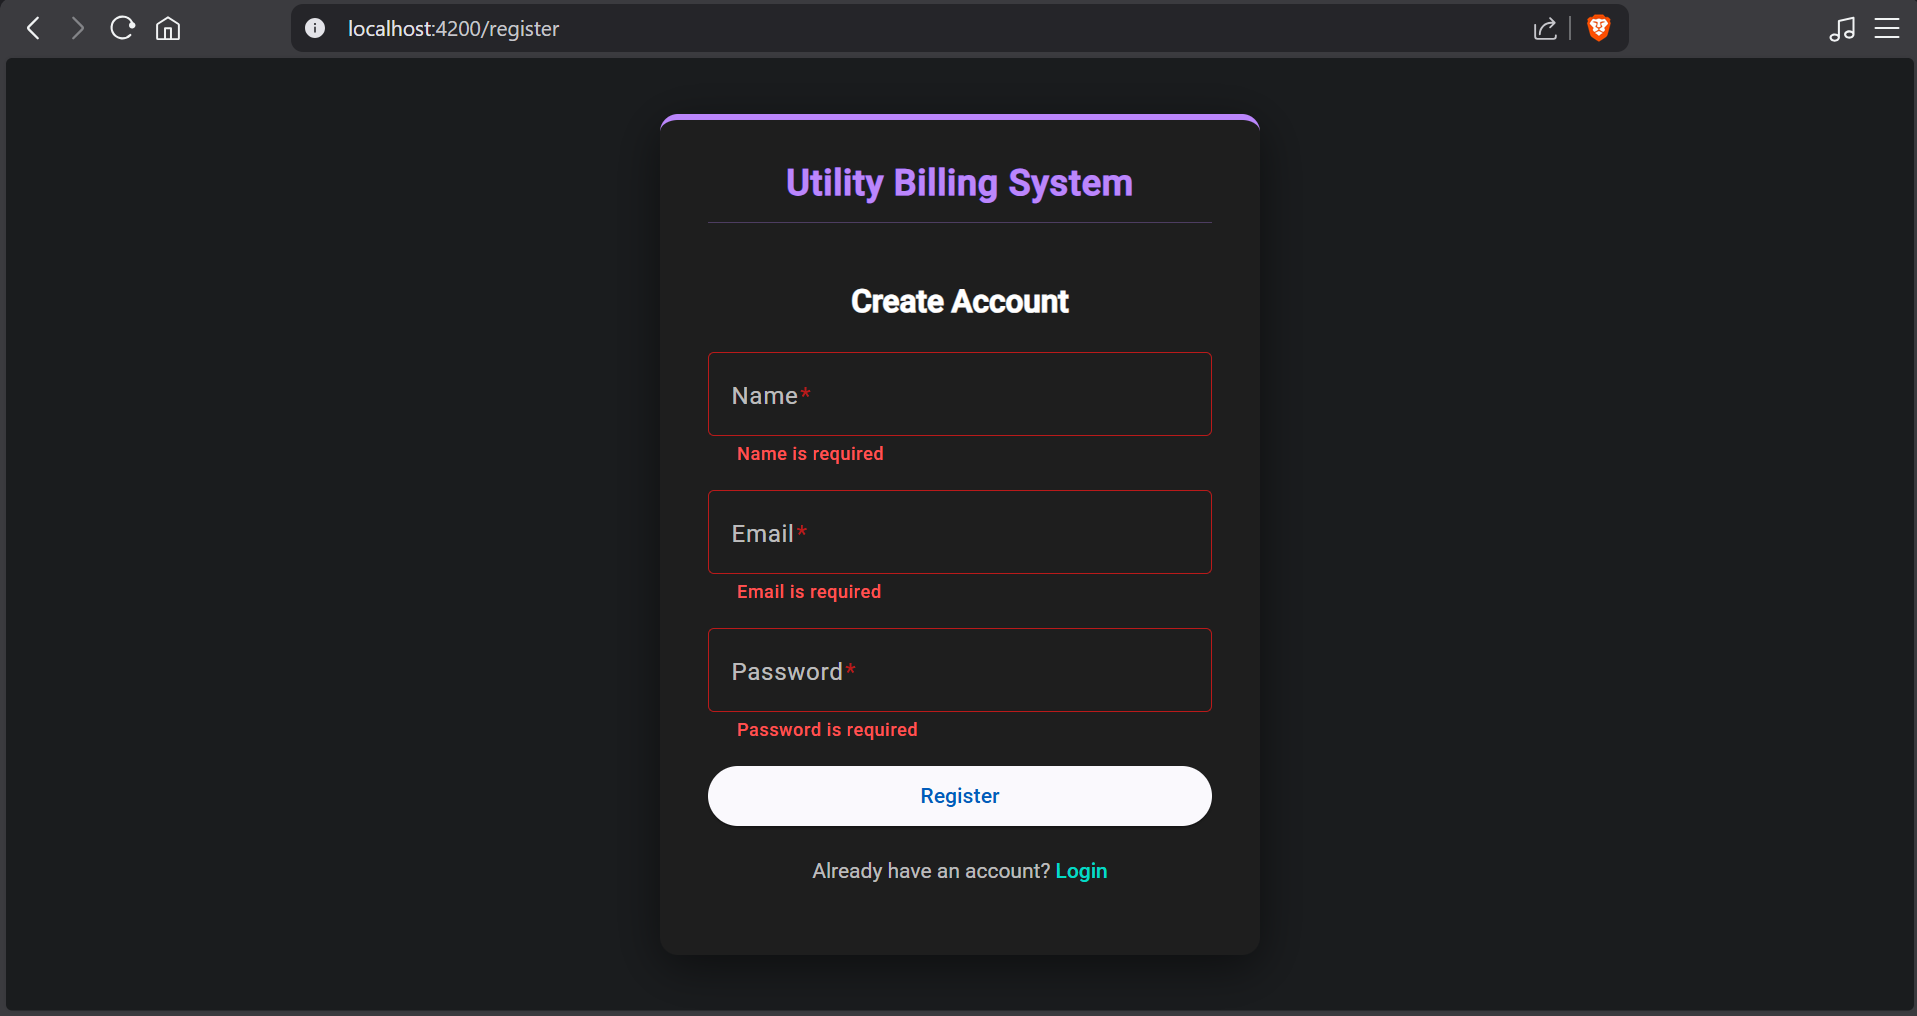 localhost:4200/register
Utility Billing System
Create Account
Name*
Name is required
Email*
Email is required
Password*
Password is required
Register
Already have an account? Login